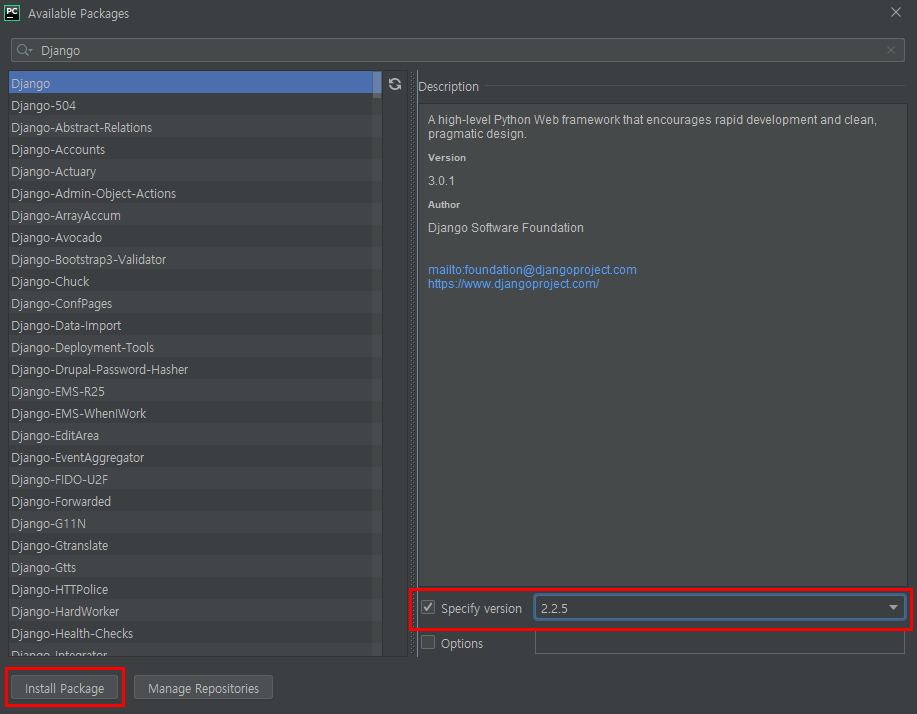 PC Available Packages
Django
Django
Django-504
Django-Abstract-Relations
Django-Accounts
Django-Actuary
Django-Admin-Object-Actions
Django-ArrayAccum
Django-Avocado
Django-Bootstrap3-Validator
Django-Chuck
Django-ConfPages
Django-Data-Import
Django-Deployment-Tools
Django-Drupal-Password-Hasher
Django-EMS-R25
Django-EMS-WhenIWork
Django-EditArea
Django-EventAggregator
Django-FIDO-U2F
Django-Forwarded
Django-G11N
Django-Gtranslate
Django-Gtts
Django-HTTPolice
Django-HardWorker
Django-Health-Checks
Django-Integrator
Description
A high-level Python Web framework that encourages rapid development and clean,
pragmatic design.
Version
3.0.1
Author
Django Software Foundation
mailto:foundation@djangoproject.com
https://www.djangoproject.com/
Specify version 2.2.5
Options
Install Package Manage Repositories